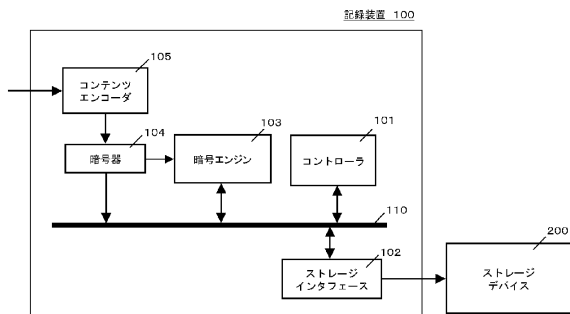 記録装置 100
105
コンテンツ
エンコーダ
104
暗号器
103
暗号エンジン
101
コントローラ
110
102
ストレージ
インタフェース
200
ストレージ
デバイス